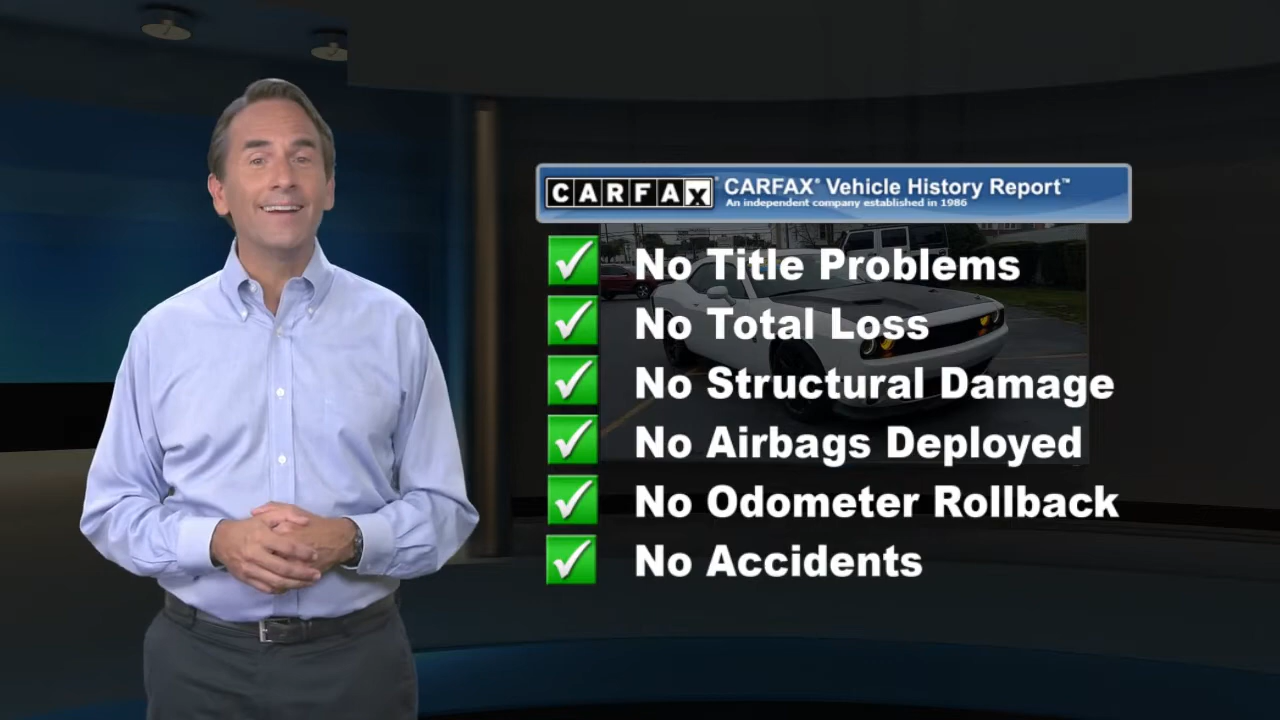 CARFAX® CARFAX® Vehicle History Report™
An independent company established in 1986
No Title Problems
No Total Loss
No Structural Damage
No Airbags Deployed
No Odometer Rollback
No Accidents